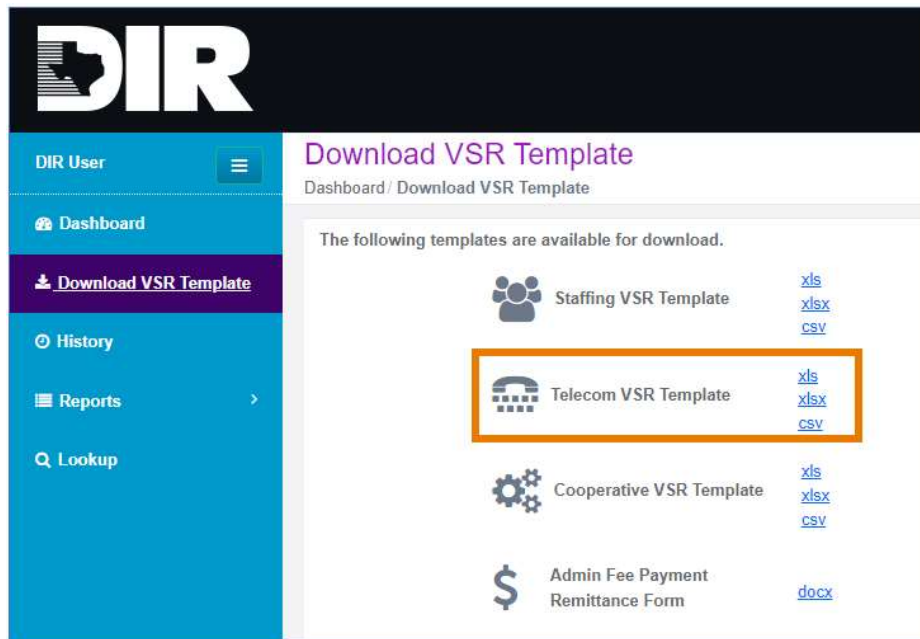 DIR
DIR User
Download VSR Template
Dashboard / Download VSR Template
Dashboard
Download VSR Template
History
Reports
Lookup
The following templates are available for download.
Staffing VSR Template
xls
xlsx
csv
Telecom VSR Template
xls
xlsx
csv
Cooperative VSR Template
xls
xlsx
csv
Admin Fee Payment
Remittance Form
docx